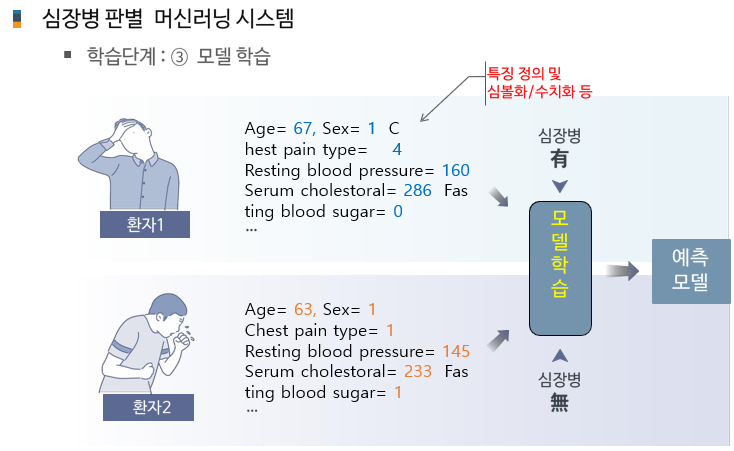 심장병 판별 머신러닝 시스템
학습단계 : ③ 모델 학습
특징 정의 및
심볼화/수치화 등
Age= 67, Sex= 1 C
hest pain type= 4
Resting blood pressure= 160
Serum cholestoral= 286 Fas
ting blood sugar= 0
...
환자1
심장병
有
모
델
학
습
예측
모델
Age= 63, Sex= 1
Chest pain type= 1
Resting blood pressure= 145
Serum cholestoral= 233 Fas
ting blood sugar= 1
...
환자2
심장병
無